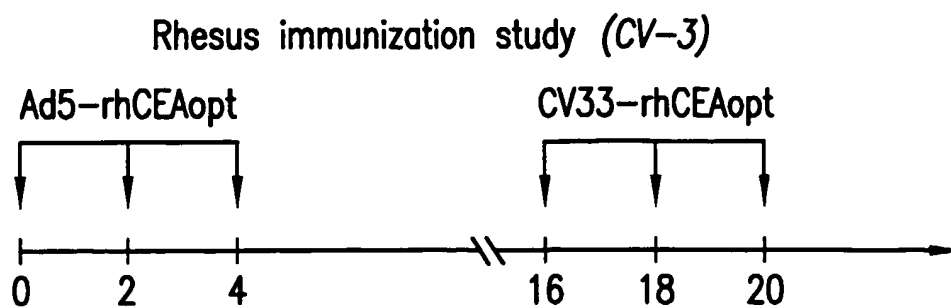 Rhesus immunization study (CV-3)
Ad5-rhCEAopt CV33-rhCEAopt
0 2 4 16 18 20